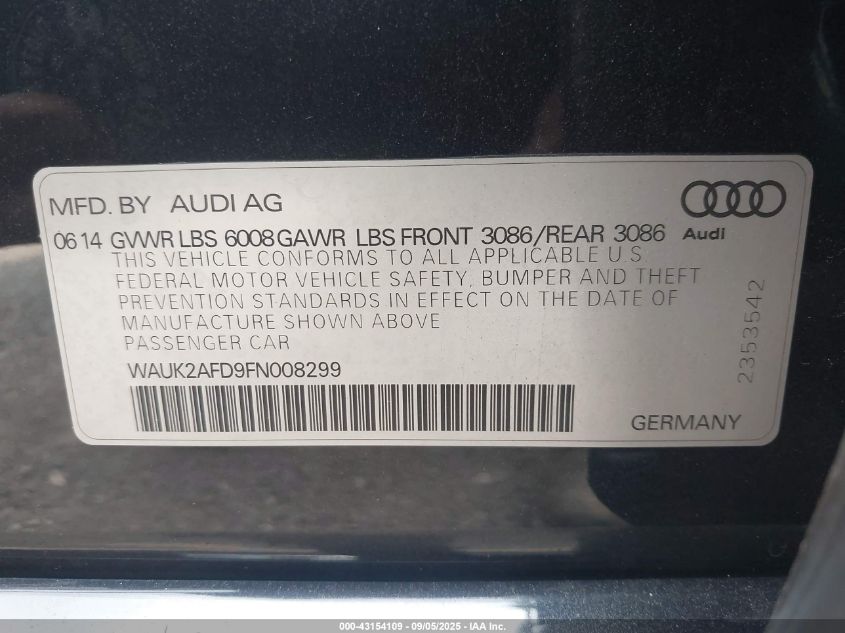 MFD. BY AUDI AG
06 14 GVWR LBS 6008 GAWR LBS FRONT 3086/REAR 3086
Audi
THIS VEHICLE CONFORMS TO ALL APPLICABLE U.S.
FEDERAL MOTOR VEHICLE SAFETY, BUMPER AND THEFT
PREVENTION STANDARDS IN EFFECT ON THE DATE OF
MANUFACTURE SHOWN ABOVE
PASSENGER CAR
WAUK2AFD9FN008299
GERMANY
2353542
000-43154109 - 09/05/2025 - IAA Inc.